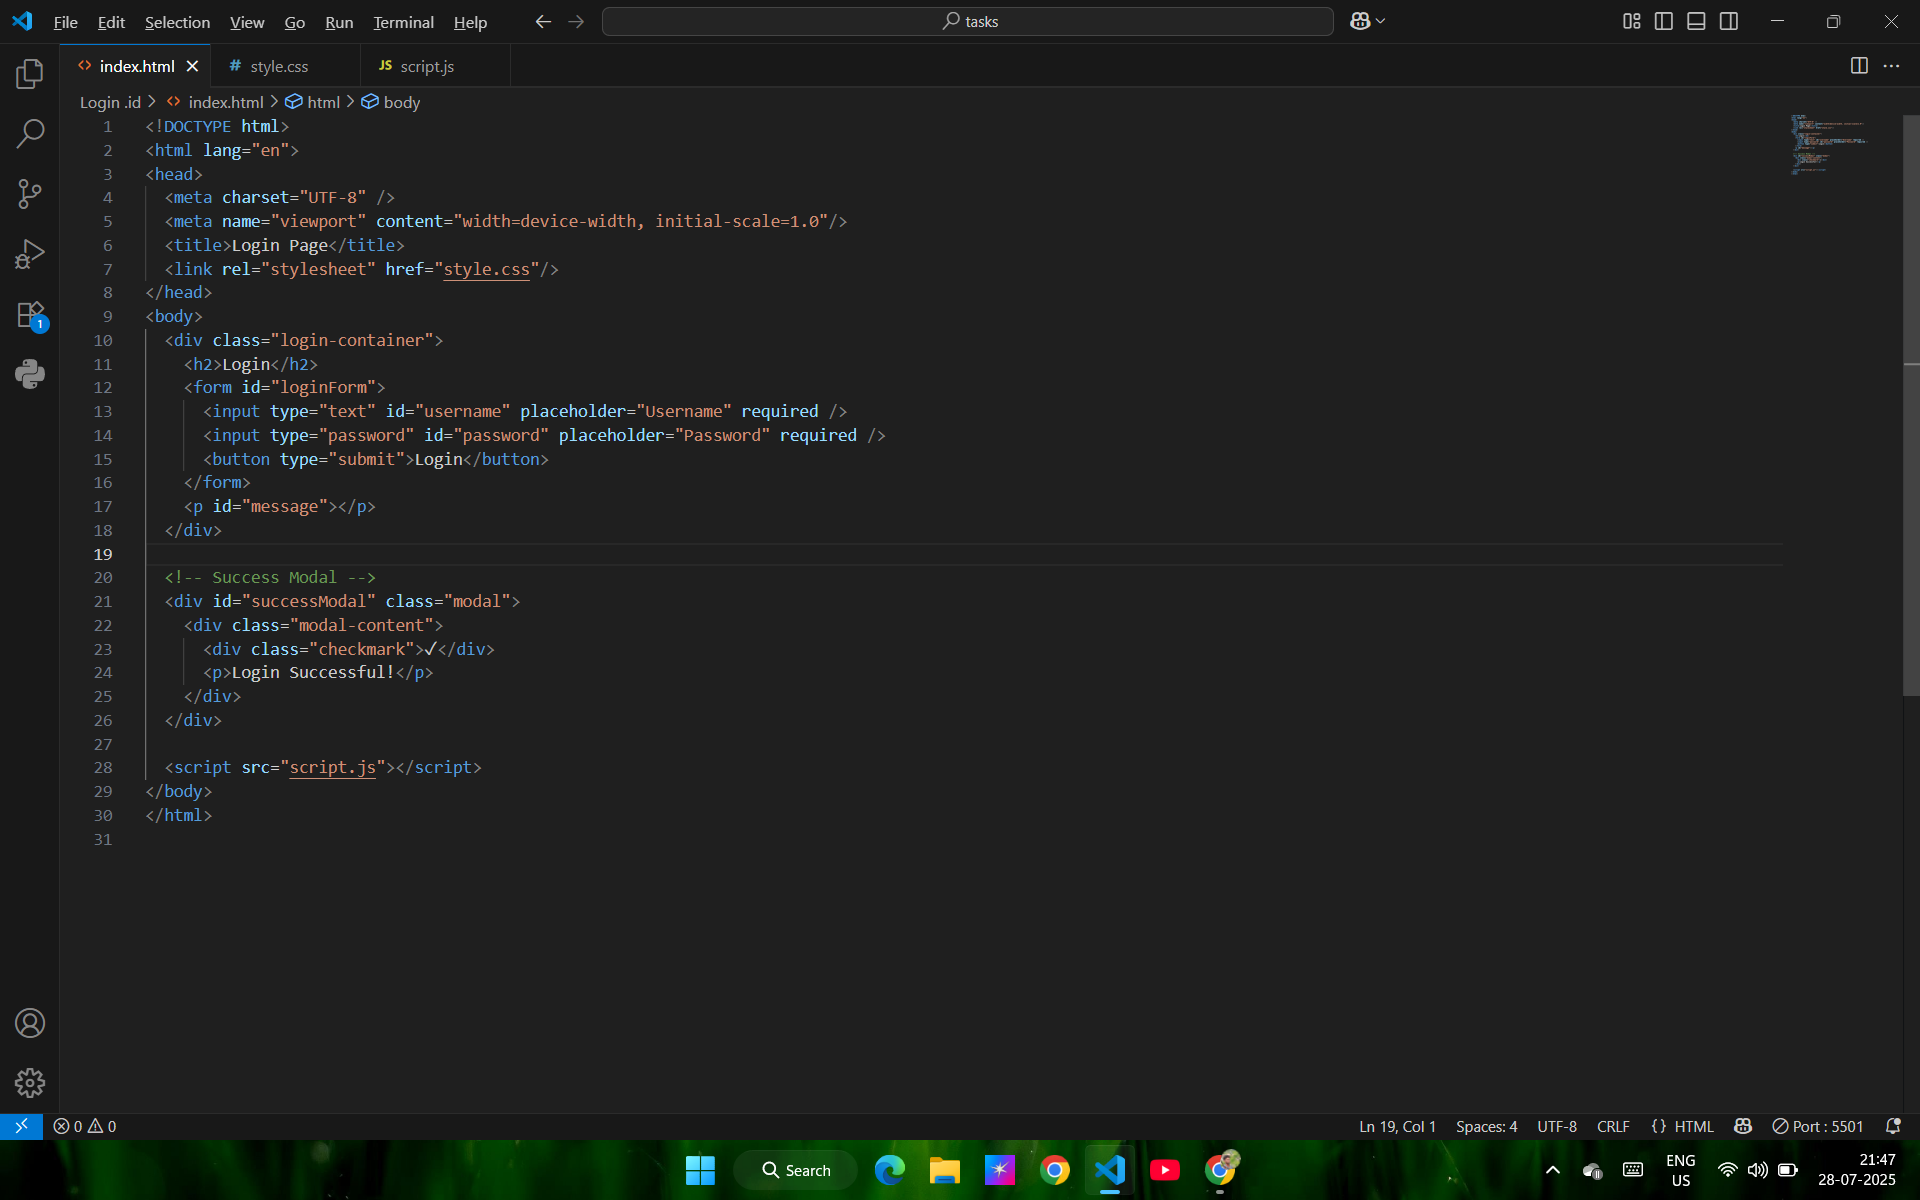 File Edit Selection View Go Run Terminal Help tasks
index.html style.css JS script.js
Login .id > index.html > html > body
1 <!DOCTYPE html>
2 <html lang="en">
3 <head>
4 <meta charset="UTF-8" />
5 <meta name="viewport" content="width=device-width, initial-scale=1.0"/>
6 <title>Login Page</title>
7 <link rel="stylesheet" href="style.css"/>
8 </head>
9 <body>
10 <div class="login-container">
11 <h2>Login</h2>
12 <form id="loginForm">
13 <input type="text" id="username" placeholder="Username" required />
14 <input type="password" id="password" placeholder="Password" required />
15 <button type="submit">Login</button>
16 </form>
17 <p id="message"></p>
18 </div>
19
20 <!-- Success Modal -->
21 <div id="successModal" class="modal">
22 <div class="modal-content">
23 <div class="checkmark">✓</div>
24 <p>Login Successful!</p>
25 </div>
26 </div>
27
28 <script src="script.js"></script>
29 </body>
30 </html>
31
1
0 0 Ln 19, Col 1 Spaces: 4 UTF-8 CRLF {} HTML Port : 5501
Search
ENG
US
21:47
28-07-2025